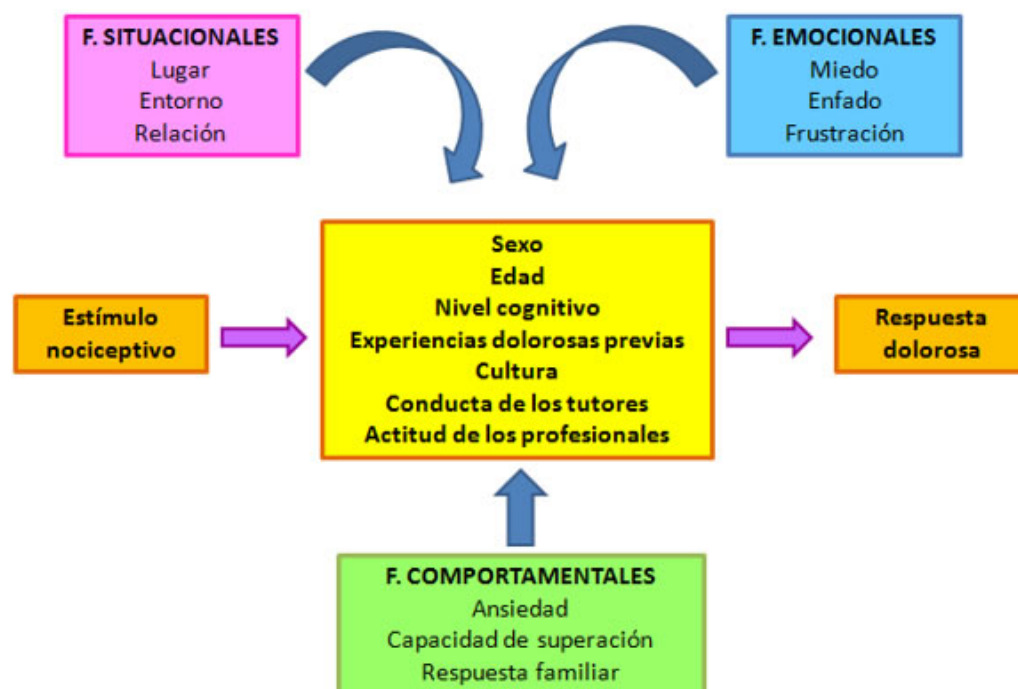 F. SITUACIONALES
Lugar
Entorno
Relación
F. EMOCIONALES
Miedo
Enfado
Frustración
Estímulo
nociceptivo
Sexo
Edad
Nivel cognitivo
Experiencias dolorosas previas
Cultura
Conducta de los tutores
Actitud de los profesionales
Respuesta
dolorosa
F. COMPORTAMENTALES
Ansiedad
Capacidad de superación
Respuesta familiar